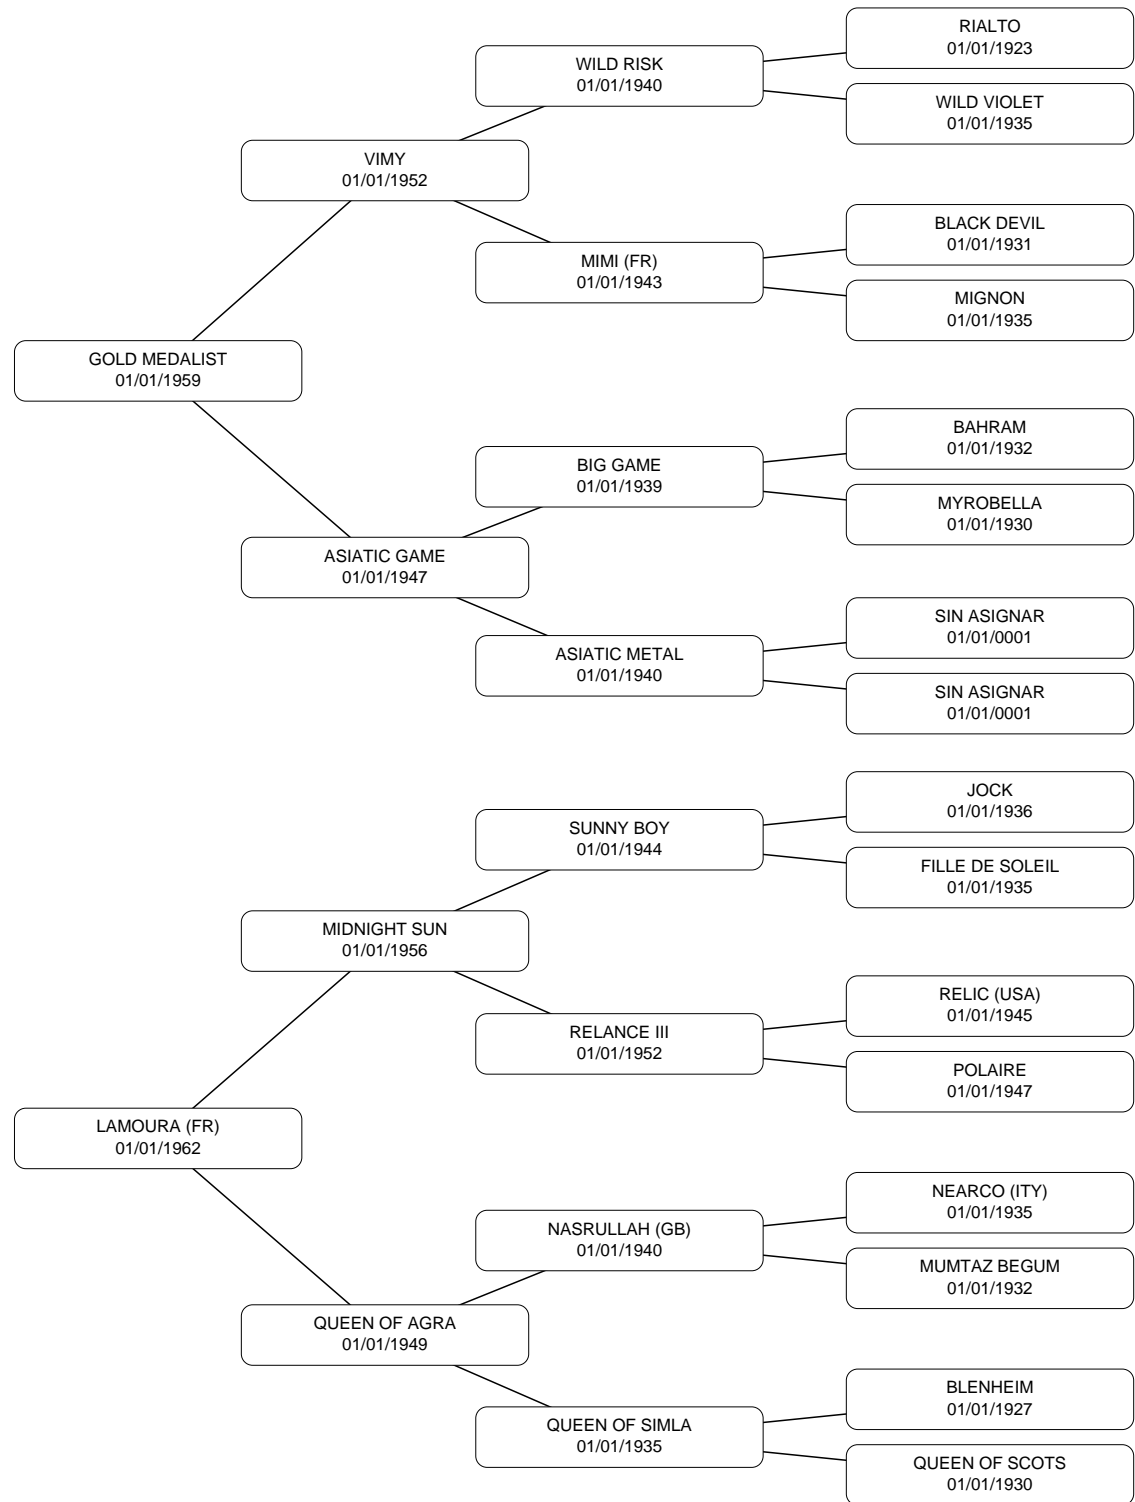 RIALTO
01/01/1923
WILD RISK
01/01/1940
WILD VIOLET
01/01/1935
VIMY
01/01/1952
BLACK DEVIL
01/01/1931
MIMI (FR)
01/01/1943
MIGNON
01/01/1935
GOLD MEDALIST
01/01/1959
BAHRAM
01/01/1932
BIG GAME
01/01/1939
MYROBELLA
01/01/1930
ASIATIC GAME
01/01/1947
SIN ASIGNAR
01/01/0001
ASIATIC METAL
01/01/1940
SIN ASIGNAR
01/01/0001
JOCK
01/01/1936
SUNNY BOY
01/01/1944
FILLE DE SOLEIL
01/01/1935
MIDNIGHT SUN
01/01/1956
RELIC (USA)
01/01/1945
RELANCE III
01/01/1952
POLAIRE
01/01/1947
LAMOURA (FR)
01/01/1962
NEARCO (ITY)
01/01/1935
NASRULLAH (GB)
01/01/1940
MUMTAZ BEGUM
01/01/1932
QUEEN OF AGRA
01/01/1949
BLENHEIM
01/01/1927
QUEEN OF SIMLA
01/01/1935
QUEEN OF SCOTS
01/01/1930